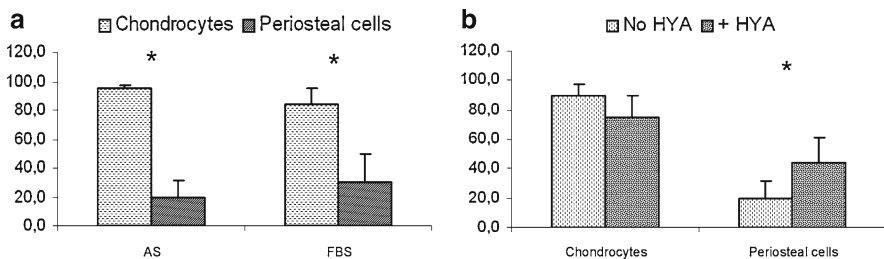 a
Chondrocytes Periosteal cells
120,0
100,0
80,0
60,0
40,0
20,0
0,0
* *
AS FBS
b
No HYA + HYA
120,0
100,0
80,0
60,0
40,0
20,0
0,0
*
Chondrocytes Periosteal cells